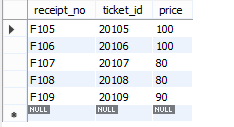 receipt_no ticket_id price
F105 20105 100
F106 20106 100
F107 20107 80
F108 20108 80
F109 20109 90
NULL NULL NULL